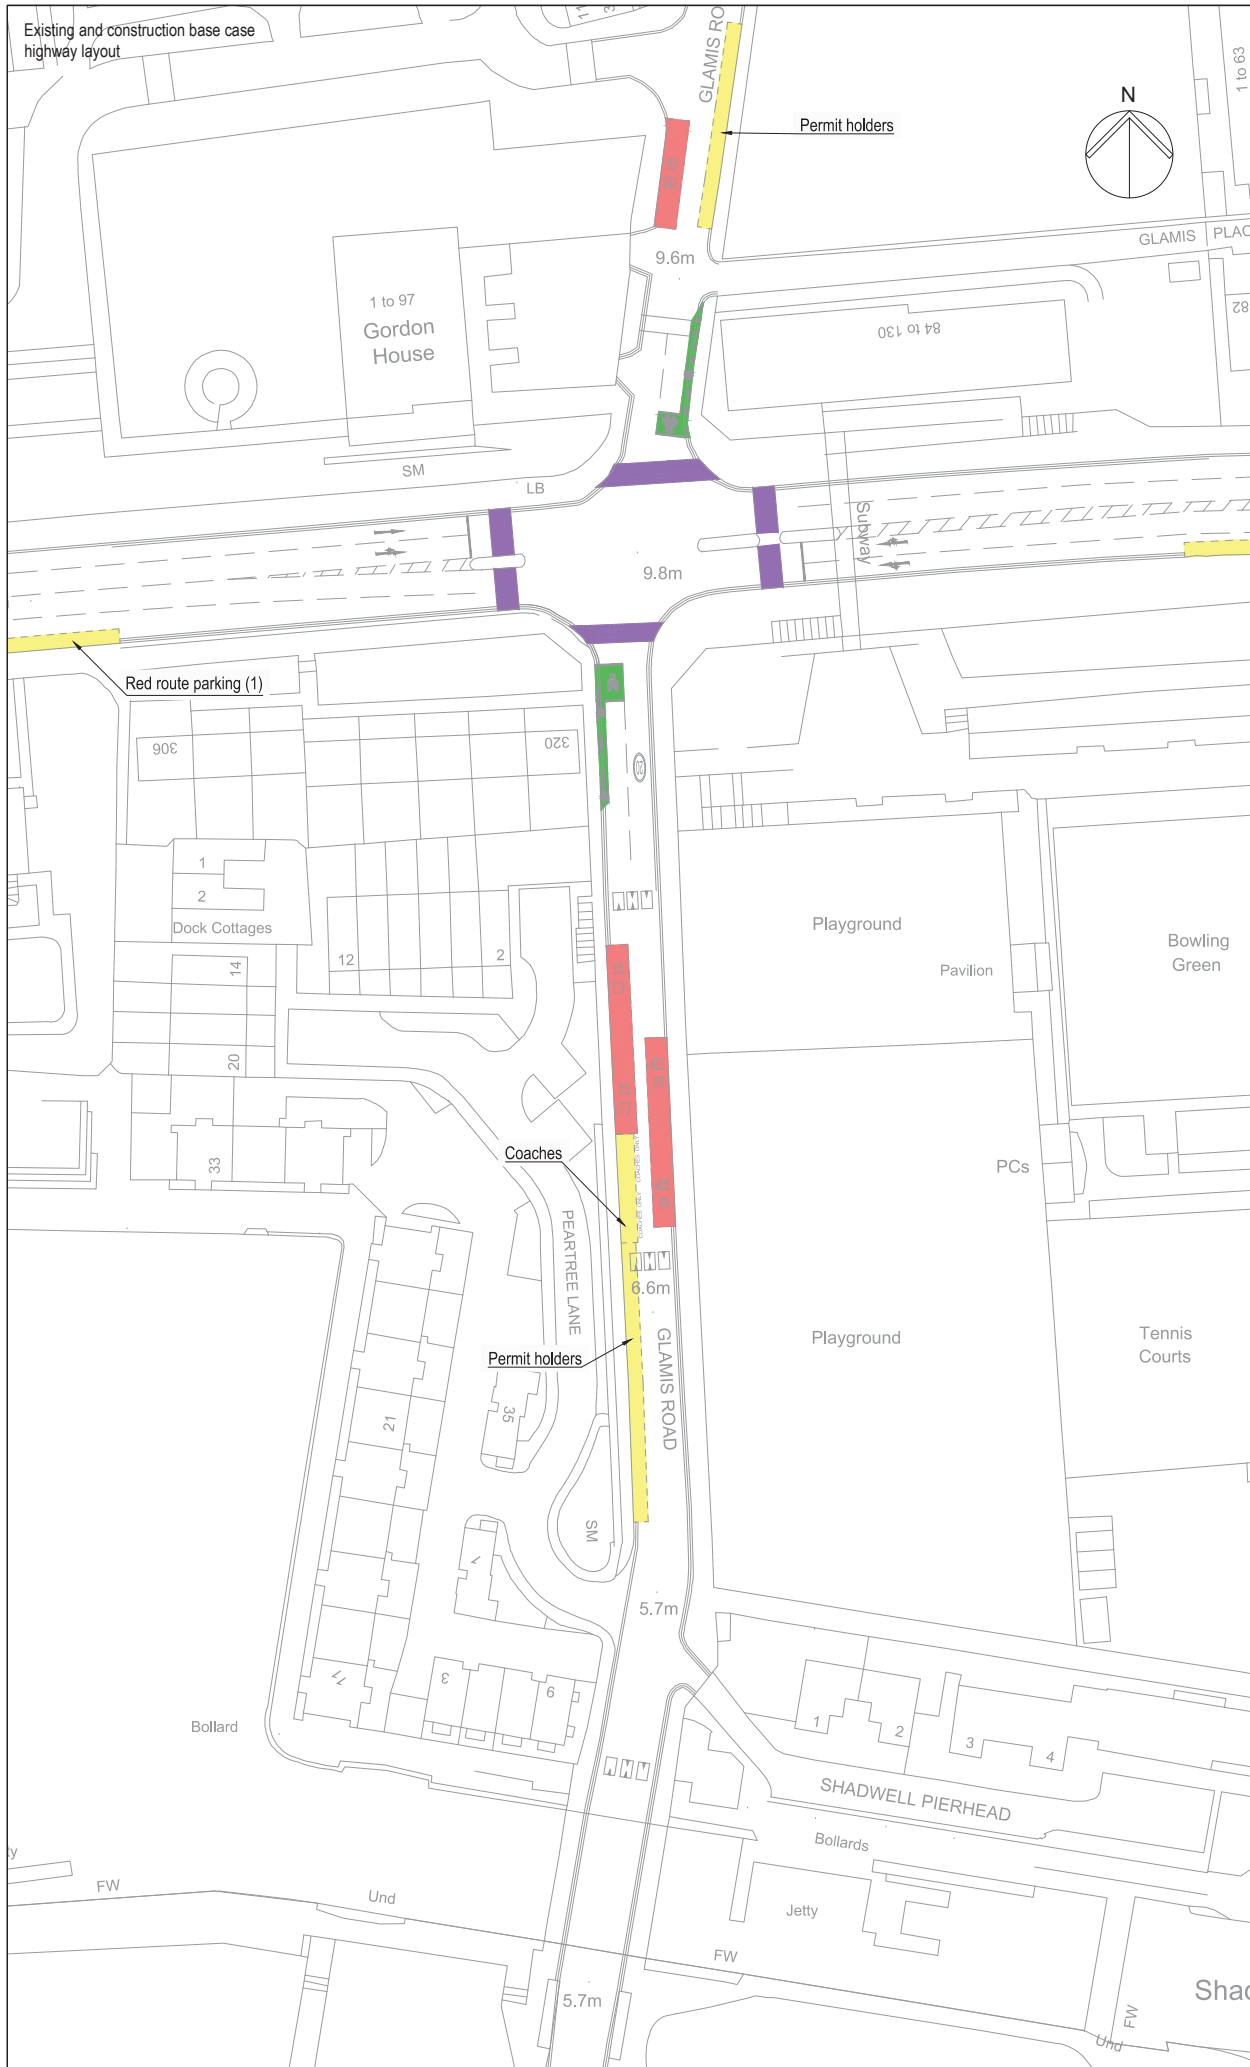 Existing and construction base case
highway layout
GLAMIS RO
1 to 63
N
Permit holders
GLAMIS PLAC
9.6m
1 to 97
Gordon
House
84 to 130
82
SM
LB
Subway
9.8m
Red route parking (1)
306
320
20
1
2
Dock Cottages
12
2
14
20
Playground
Pavilion
Bowling
Green
33
Coaches
PCs
PEARTREE LANE
6.6m
Permit holders
GLAMIS ROAD
Playground
Tennis
Courts
21
35
SM
7
5.7m
11
3
6
Bollard
1
2
3
4
SHADWELL PIERHEAD
Bollards
FW
Und
Jetty
FW
5.7m
Shad
FW
Und